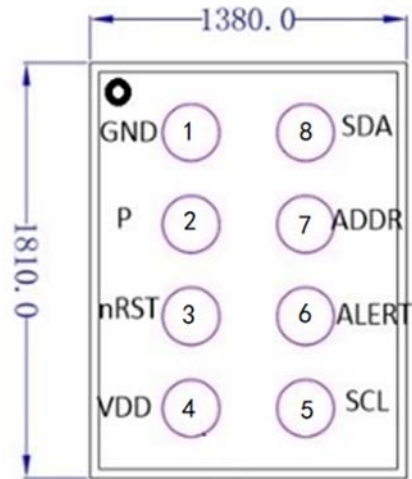 1380. 0
1810. 0
GND 1 8 SDA
P 2 7 ADDR
nRST 3 6 ALERT
VDD 4 5 SCL